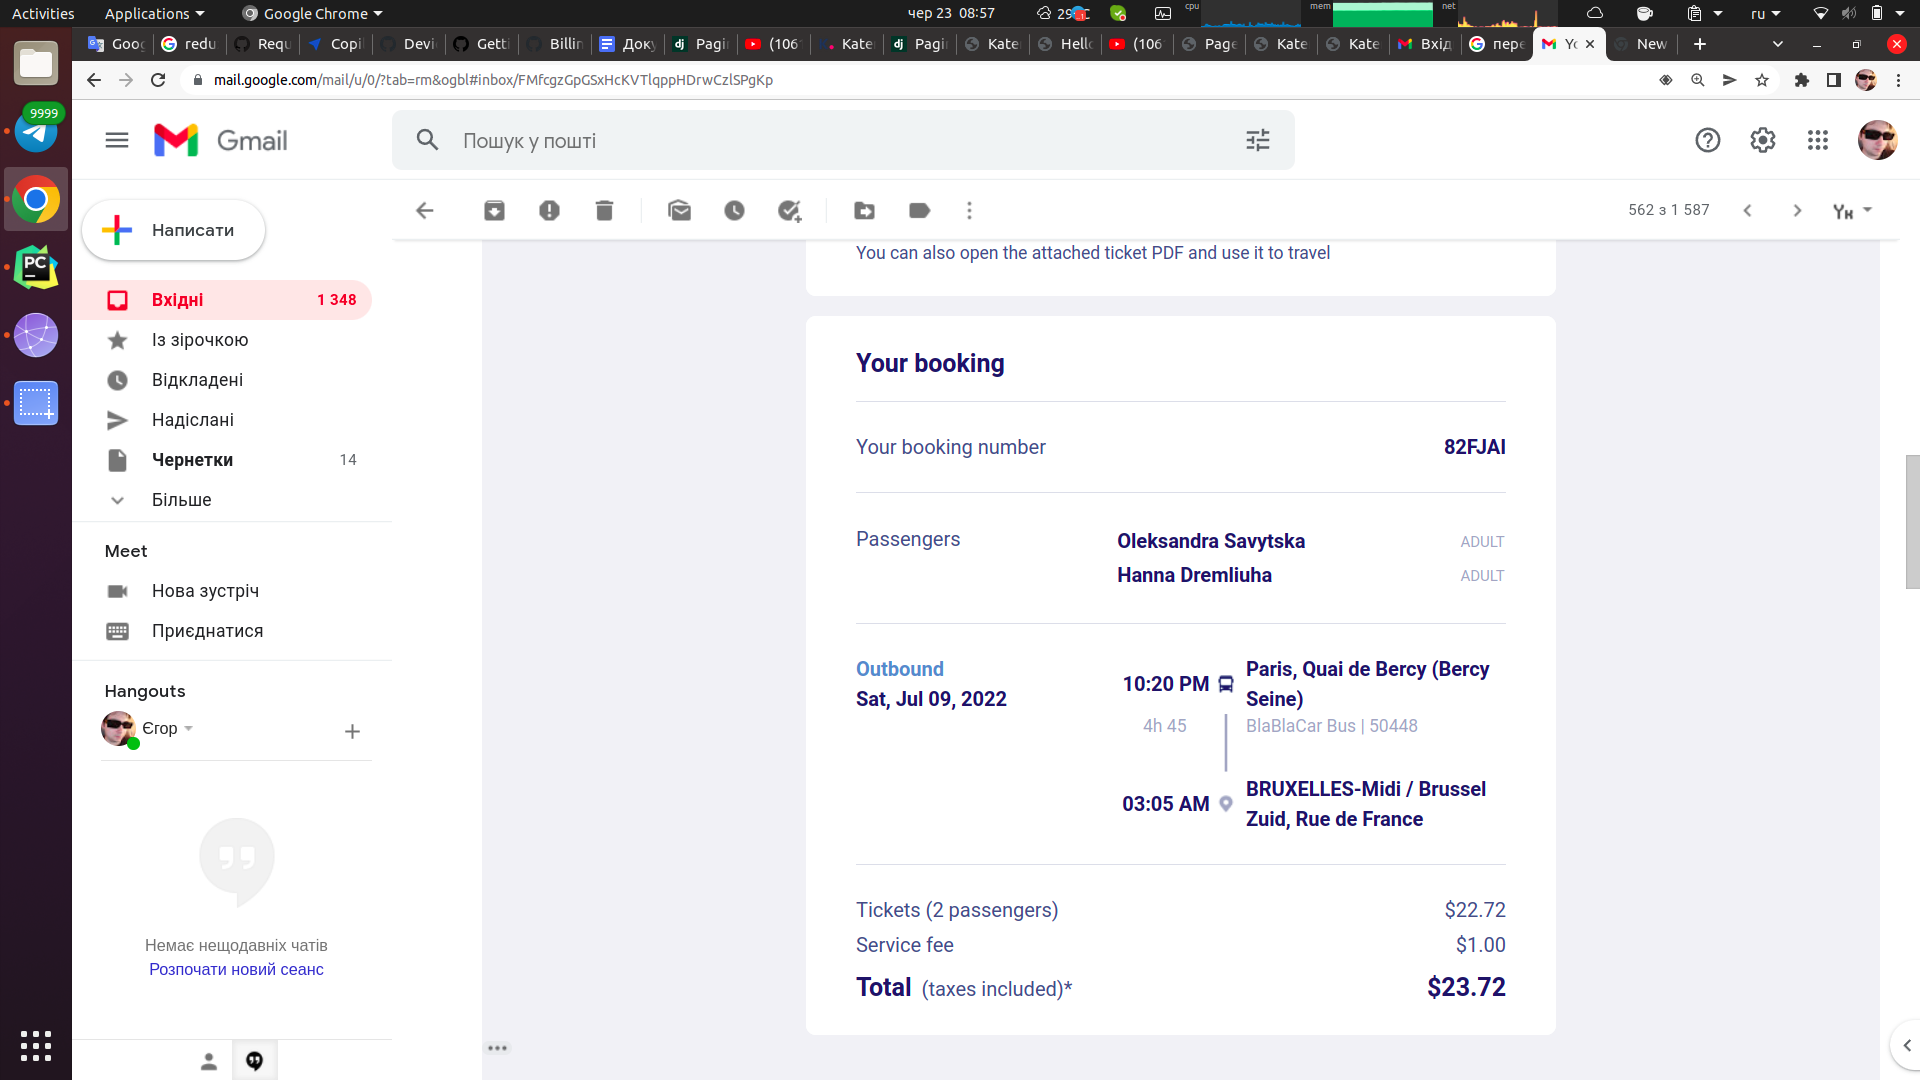 Activities Applications Google Chrome чер 23 08:57 cpu mem net ru
Goog redu Requ Copil Devic Getti Billin Доку Pagin (106 Kate Pagin Kate Hello (106 Page Kate Kate Вхід пере Yo New
mail.google.com/mail/u/0/?tab=rm&ogbl#inbox/FMfcgzGpGSxHcKVTlqppHDrwCzlSPgKp
9999
Gmail
Пошук у пошті
PC
Написати
562 з 1 587
Вхідні 1 348
Із зірочкою
Відкладені
Надіслані
Чернетки 14
Більше
Meet
Нова зустріч
Приєднатися
Hangouts
Єгор
Немає нещодавніх чатів
Розпочати новий сеанс
You can also open the attached ticket PDF and use it to travel
Your booking
Your booking number 82FJAI
Passengers Oleksandra Savytska ADULT
Hanna Dremliuha ADULT
Outbound
Sat, Jul 09, 2022
10:20 PM Paris, Quai de Bercy (Bercy
Seine)
4h 45 BlaBlaCar Bus | 50448
03:05 AM BRUXELLES-Midi / Brussel
Zuid, Rue de France
Tickets (2 passengers) $22.72
Service fee $1.00
Total (taxes included)* $23.72